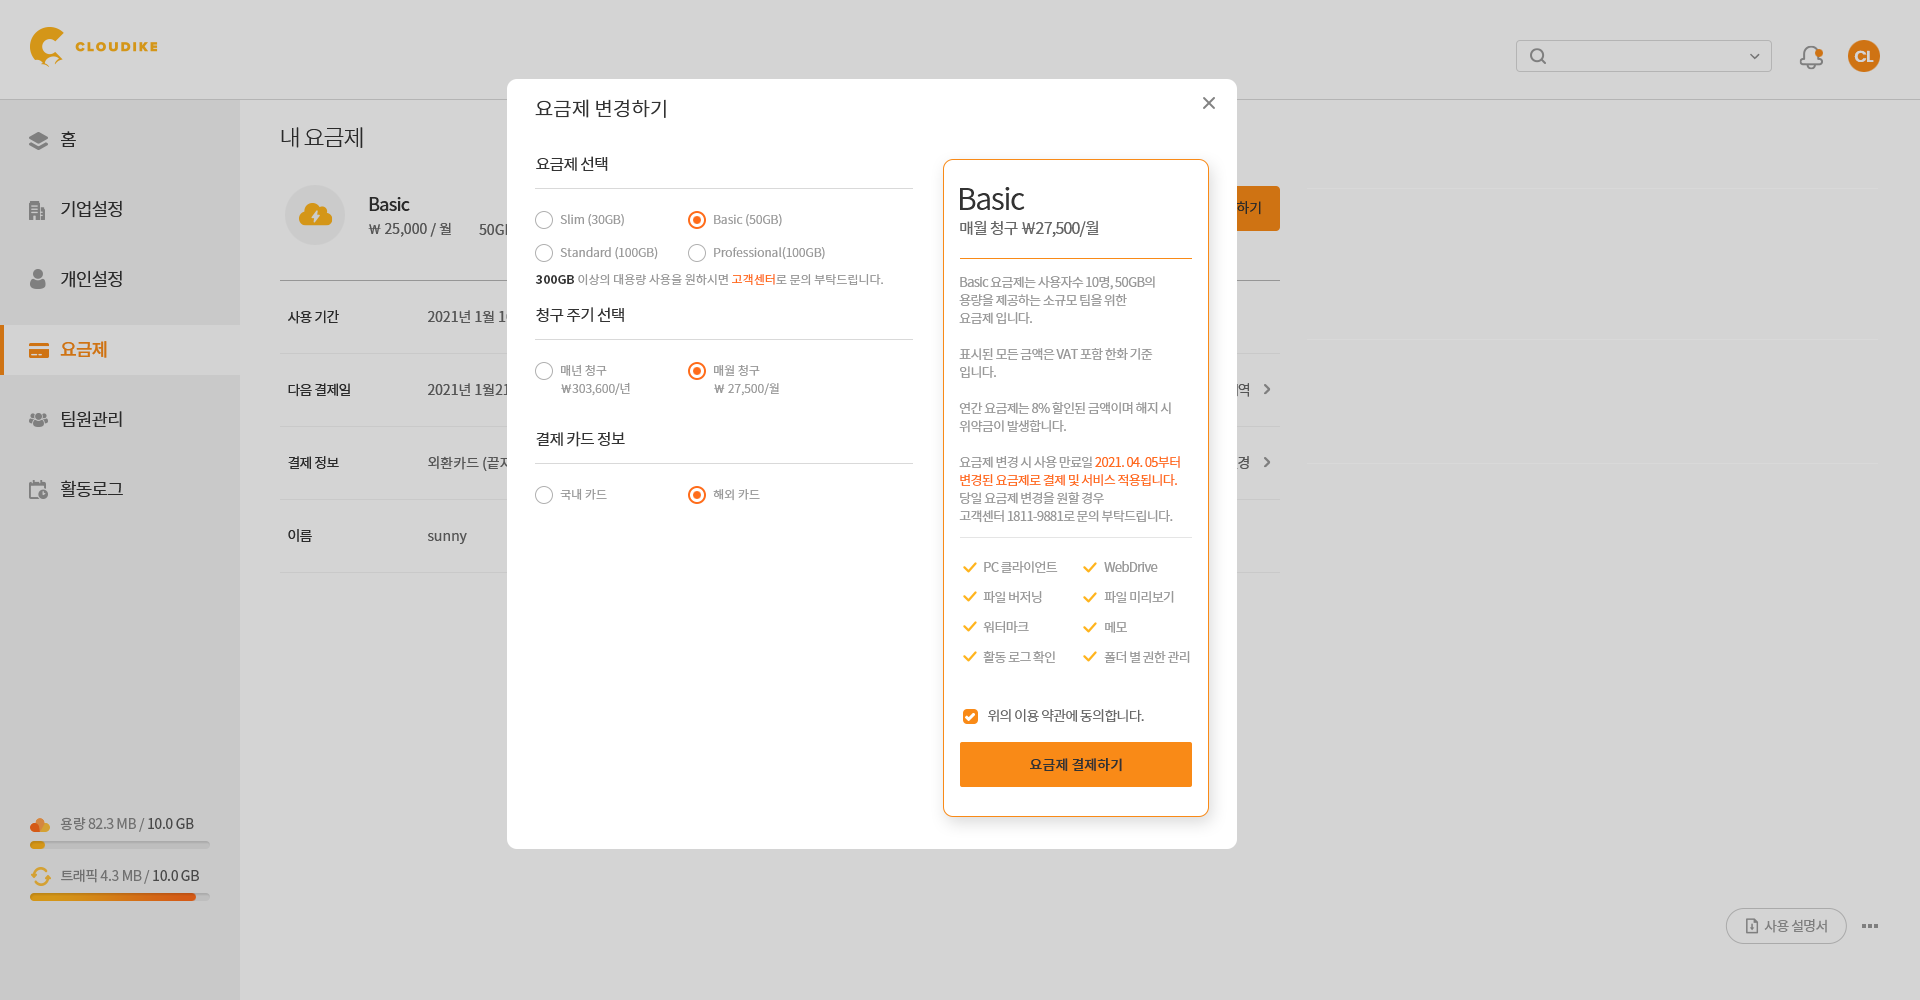 CLOUDIKE
CL
홈
기업설정
개인설정
요금제
팀원관리
활동로그
용량 82.3 MB / 10.0 GB
트래픽 4.3 MB / 10.0 GB
내 요금제
Basic
₩ 25,000 / 월
사용 기간
2021년 1월
다음 결제일
2021년 1월21
결제 정보
외환카드
이름
sunny
요금제 변경하기
요금제 선택
Slim (30GB)
Basic (50GB)
Standard (100GB)
Professional(100GB)
300GB 이상의 대용량 사용을 원하시면 고객센터로 문의 부탁드립니다.
청구 주기 선택
매년 청구
₩303,600/년
매월 청구
₩ 27,500/월
결제 카드 정보
국내 카드
해외 카드
Basic
매월 청구 ₩27,500/월
Basic 요금제는 사용자수 10명, 50GB의
용량을 제공하는 소규모 팀을 위한
요금제 입니다.
표시된 모든 금액은 VAT 포함 한화 기준
입니다.
연간 요금제는 8% 할인된 금액이며 해지 시
위약금이 발생합니다.
요금제 변경 시 사용 만료일 2021. 04. 05부터
변경된 요금제로 결제 및 서비스 적용됩니다.
당일 요금제 변경을 원할 경우
고객센터 1811-9881로 문의 부탁드립니다.
PC 클라이언트
WebDrive
파일 버저닝
파일 미리보기
워터마크
메모
활동 로그 확인
폴더 별 권한 관리
위의 이용 약관에 동의합니다.
요금제 결제하기
하기
역
경
사용 설명서